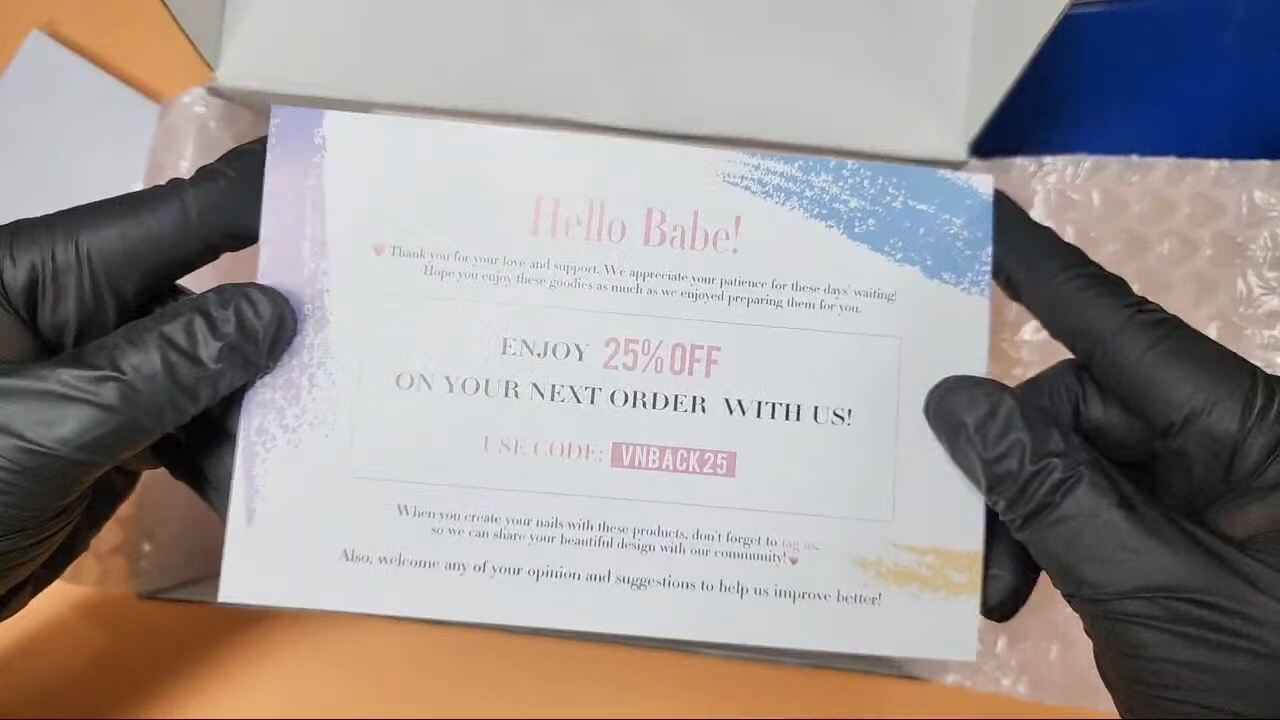 Hello Babe!
Thank you for your love and support. We appreciate your patience for these days' waiting!
Hope you enjoy these goodies as much as we enjoyed preparing them for you.
ENJOY 25% OFF
ON YOUR NEXT ORDER WITH US!
USE CODE: VNBACK25
When you create your nails with these products, don't forget to tag us,
so we can share your beautiful design with our community!
Also, welcome any of your opinion and suggestions to help us improve better!